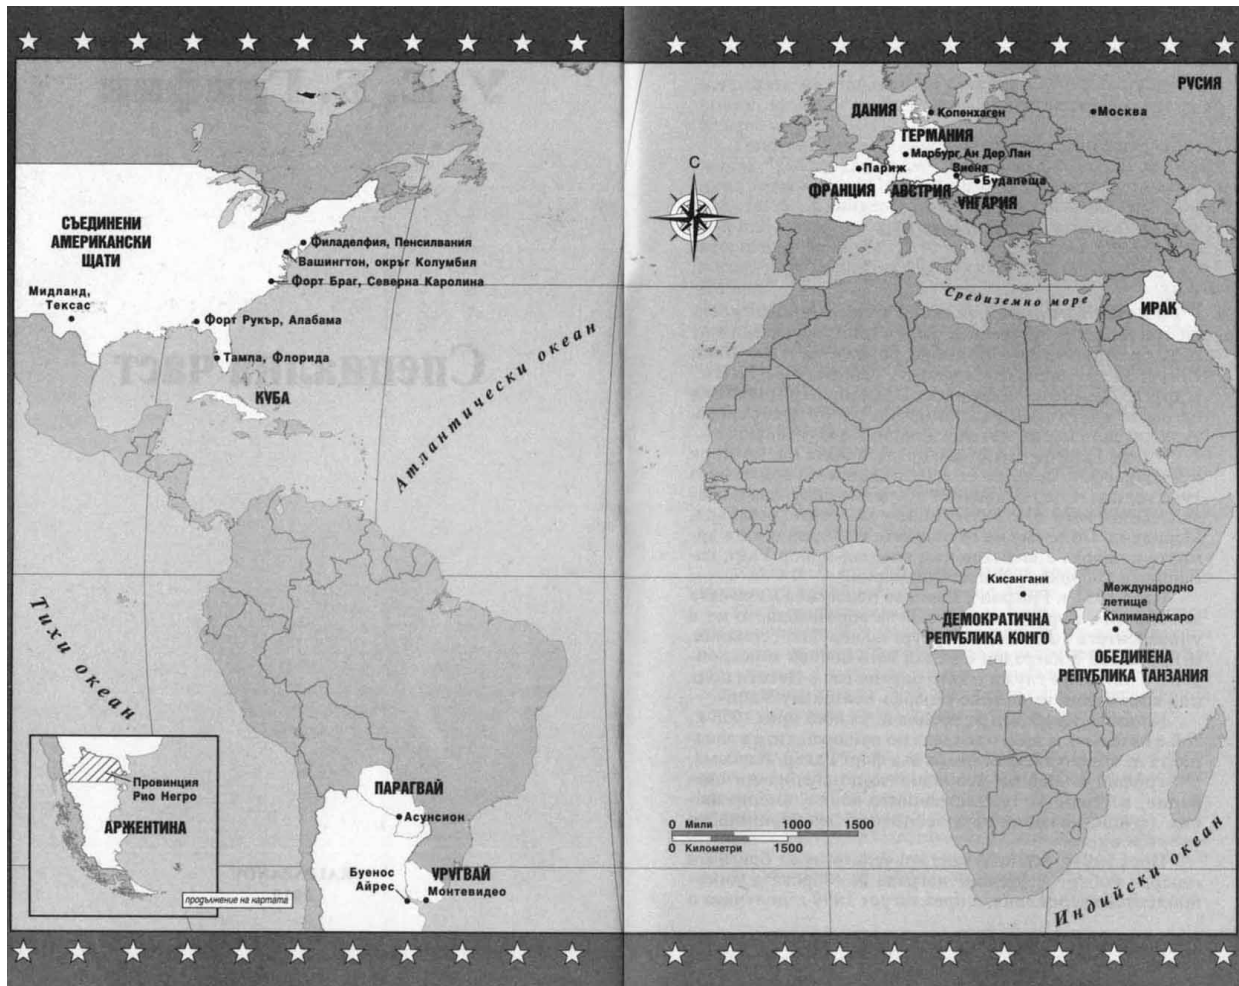 СЪЕДИНЕНИ
АМЕРИКАНСКИ
ЩАТИ
Филаделфия, Пенсилвания
Вашингтон, окръг Колумбия
Форт Браг, Северна Каролина
Мидланд,
Тексас
Форт Рукър, Алабама
Тампа, Флорида
КУБА
Атлантически океан
Тихи океан
Провинция
Рио Негро
АРЖЕНТИНА
продължение на картата
ПАРАГВАЙ
Асунсион
Буенос
Айрес
УРУГВАЙ
Монтевидео
РУСИЯ
Москва
ДАНИЯ
Копенхаген
ГЕРМАНИЯ
Марбург Ан Дер Лан
Виена
Париж
Будапеща
ФРАНЦИЯ
АВСТРИЯ
УНГАРИЯ
С
Средиземно море
ИРАК
Кисангани
Международно
летище
Килиманджаро
ДЕМОКРАТИЧНА
РЕПУБЛИКА КОНГО
ОБЕДИНЕНА
РЕПУБЛИКА ТАНЗАНИЯ
0 Мили 1000 1500
0 Километри 1500
Индийски океан